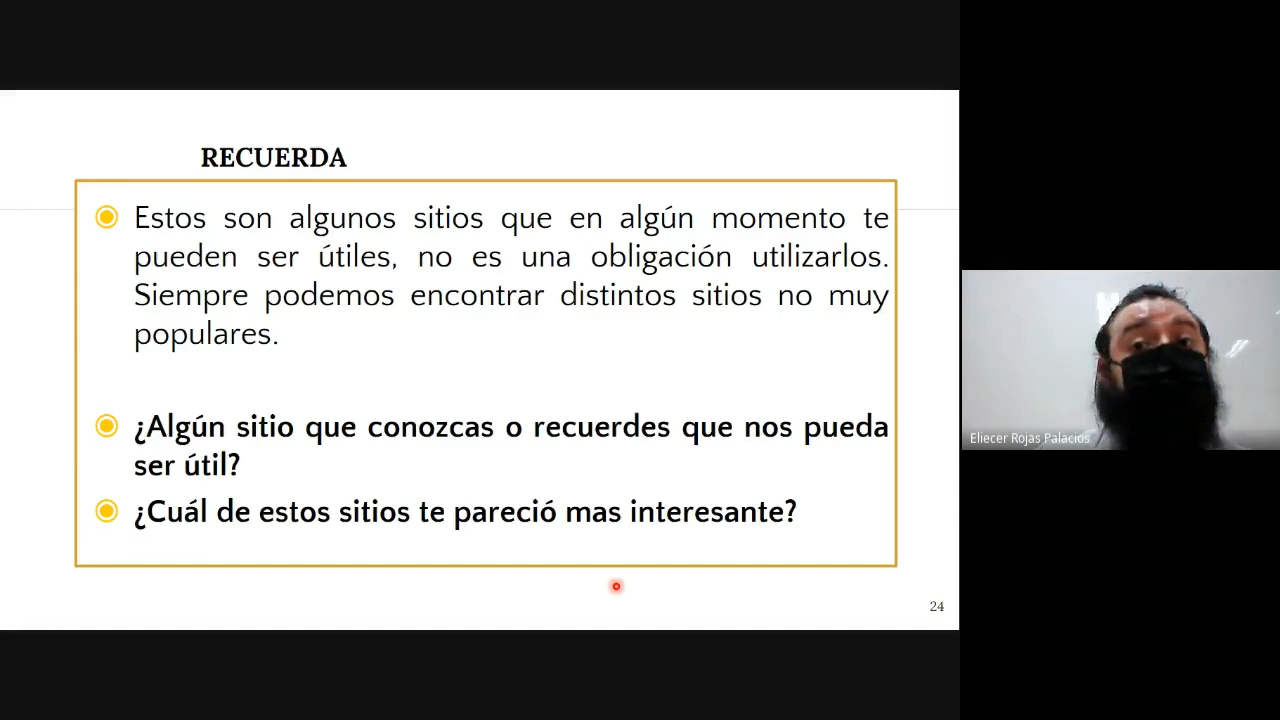 RECUERDA
Estos son algunos sitios que en algún momento te
pueden ser útiles, no es una obligación utilizarlos.
Siempre podemos encontrar distintos sitios no muy
populares.
¿Algún sitio que conozcas o recuerdes que nos pueda
ser útil?
¿Cuál de estos sitios te pareció mas interesante?
24
Eliecer Rojas Palacios